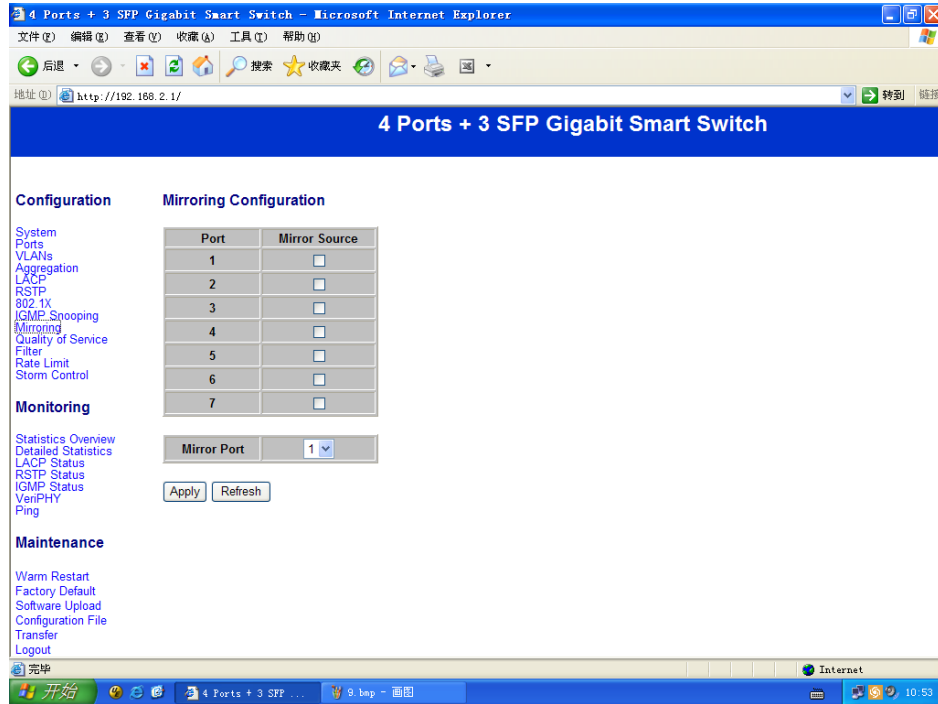 4 Ports + 3 SFP Gigabit Smart Switch - Microsoft Internet Explorer
文件(F) 编辑(E) 查看(V) 收藏(A) 工具(T) 帮助(H)
后退 搜索 收藏夹
地址(D) http://192.168.2.1/ 转到 链接
4 Ports + 3 SFP Gigabit Smart Switch
Configuration
System
Ports
VLANs
Aggregation
LACP
RSTP
802.1X
IGMP Snooping
Mirroring
Quality of Service
Filter
Rate Limit
Storm Control
Monitoring
Statistics Overview
Detailed Statistics
LACP Status
RSTP Status
IGMP Status
VeriPHY
Ping
Maintenance
Warm Restart
Factory Default
Software Upload
Configuration File
Transfer
Logout
Mirroring Configuration
Port Mirror Source
1
2
3
4
5
6
7
Mirror Port 1
Apply Refresh
完毕 Internet
开始 4 Ports + 3 SFP ... 9.bmp - 画图 10:53